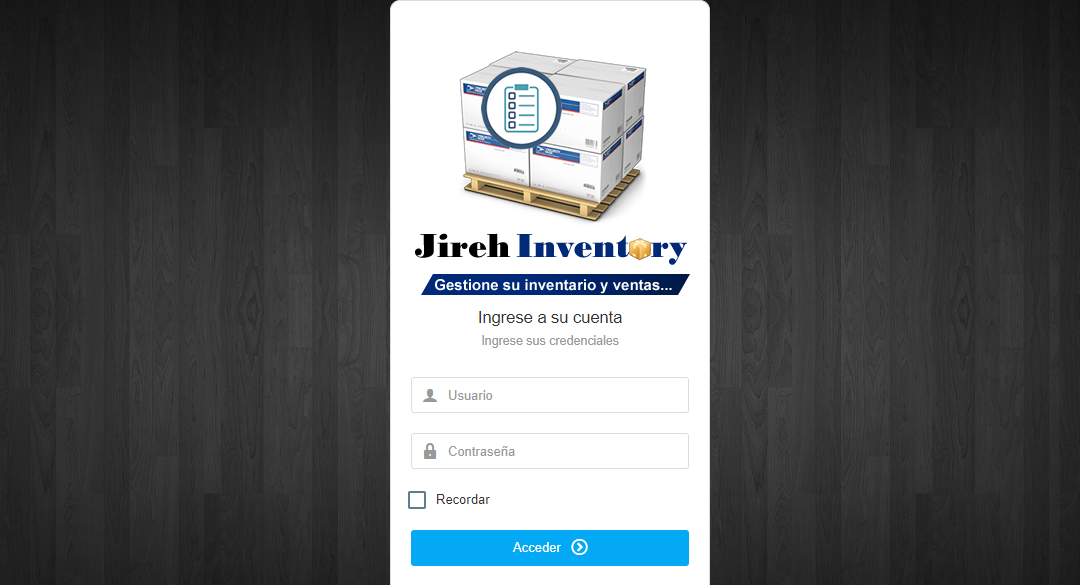 Jireh Inventory
Gestione su inventario y ventas...
Ingrese a su cuenta
Ingrese sus credenciales
Usuario
Contraseña
Recordar
Acceder